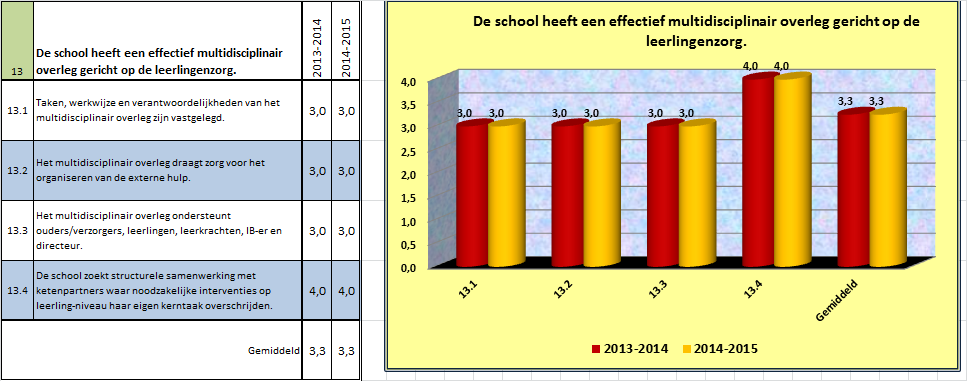 13 De school heeft een effectief multidisciplinair
overleg gericht op de leerlingenzorg.
2013-2014
2014-2015
13.1 Taken, werkwijze en verantwoordelijkheden van het
multidisciplinair overleg zijn vastgelegd.
3,0 3,0
13.2 Het multidisciplinair overleg draagt zorg voor het
organiseren van de externe hulp.
3,0 3,0
13.3 Het multidisciplinair overleg ondersteunt
ouders/verzorgers, leerlingen, leerkrachten, IB-er en
directeur.
3,0 3,0
13.4 De school zoekt structurele samenwerking met
ketenpartners waar noodzakelijke interventies op
leerling-niveau haar eigen kerntaak overschrijden.
4,0 4,0
Gemiddeld 3,3 3,3
De school heeft een effectief multidisciplinair overleg gericht op de
leerlingenzorg.
4,0
3,5
3,0
2,5
2,0
1,5
1,0
0,5
0,0
3,0 3,0 3,0 3,0 3,0 3,0 4,0 4,0 3,3 3,3
13.1 13.2 13.3 13.4 Gemiddeld
2013-2014 2014-2015